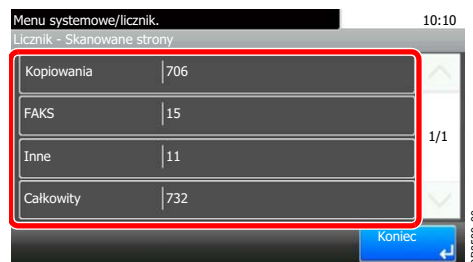 Menu systemowe/licznik. 10:10
Licznik - Skanowane strony
Kopiowania 706
FAKS 15
1/1
Inne 11
Całkowity 732
Koniec